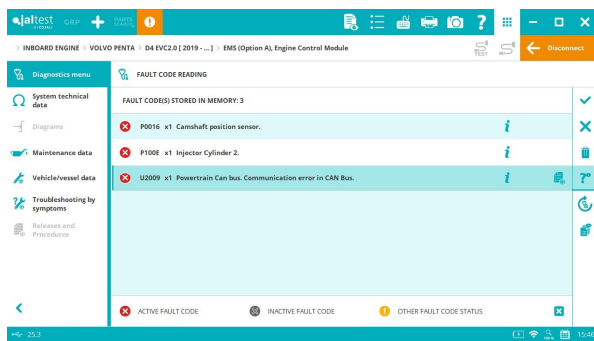 jaltest GRP PARTS
> INBOARD ENGINE > VOLVO PENTA > D4 EVC2.0 [ 2019 - ...] > EMS (Option A), Engine Control Module
TEST
Disconnect
Diagnostics menu
System technical
data
Diagrams
Maintenance data
Vehicle/vessel data
Troubleshooting by
symptoms
Releases and
Procedures
FAULT CODE READING
FAULT CODE(S) STORED IN MEMORY: 3
P0016 x1 Camshaft position sensor.
P100E x1 Injector Cylinder 2.
U2009 x1 Powertrain Can bus. Communication error in CAN Bus.
ACTIVE FAULT CODE
INACTIVE FAULT CODE
OTHER FAULT CODE STATUS
25.3
100%
15:46